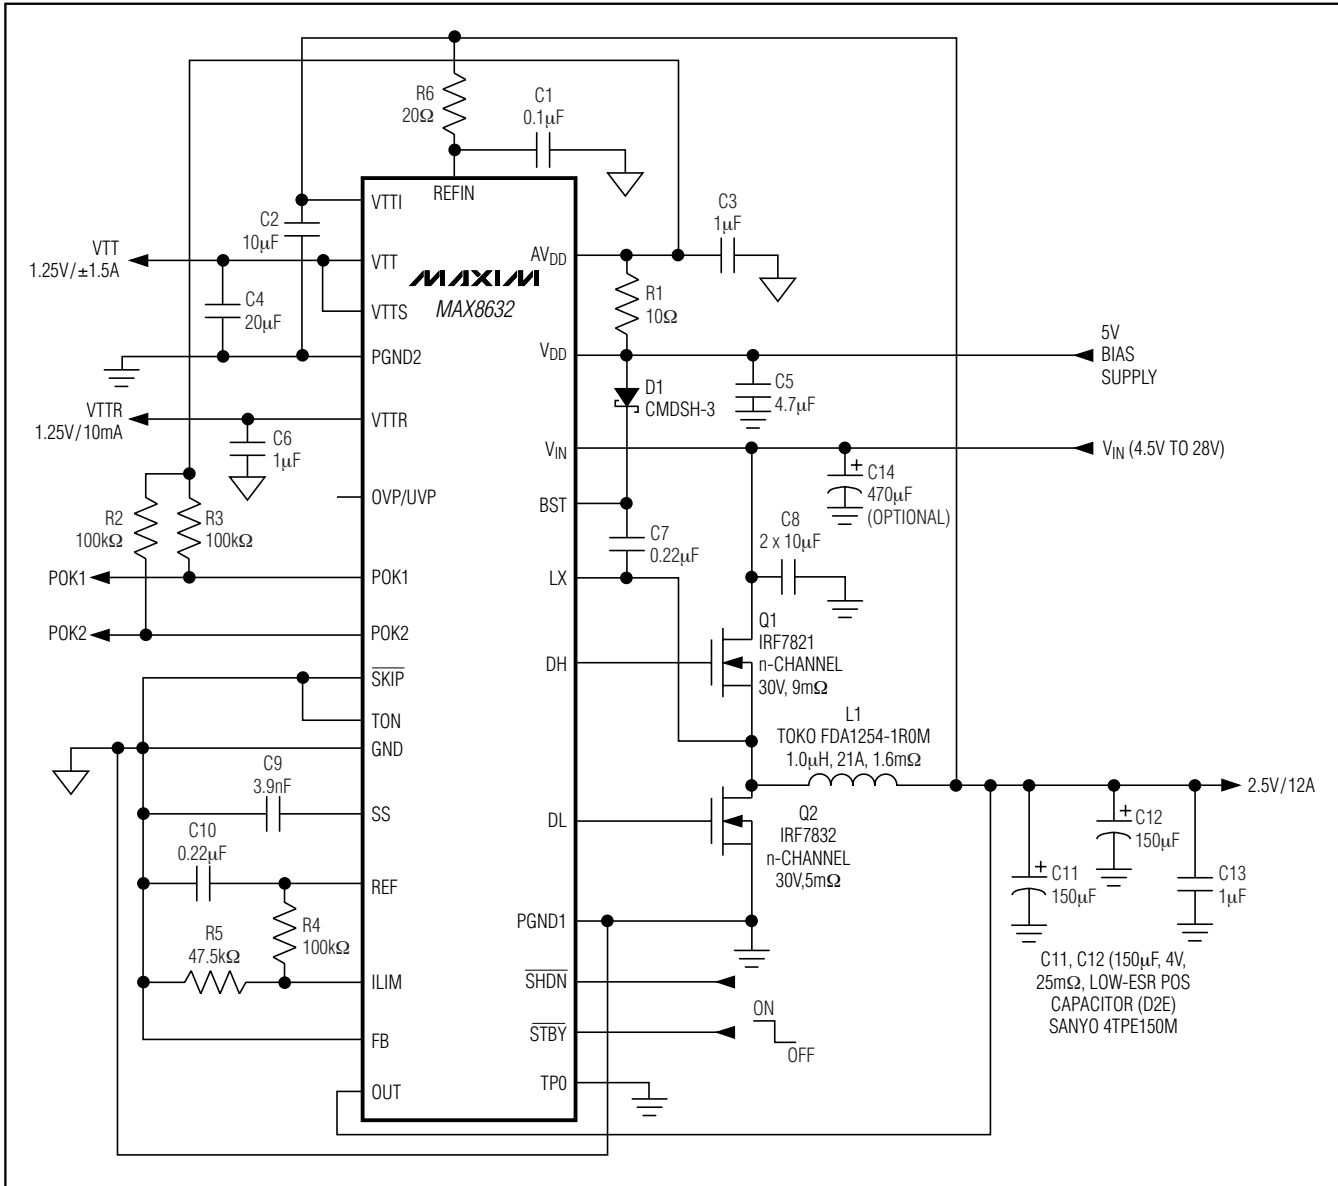 R6
20Ω
C1
0.1µF
REFIN
VTTI
C2
10µF
C3
1µF
VTT
1.25V/±1.5A
VTT
AVDD
MAXIM
MAX8632
C4
20µF
VTTS
R1
10Ω
PGND2
VDD
5V
BIAS
SUPPLY
D1
CMDSH-3
C5
4.7µF
VTTR
1.25V/10mA
VTTR
C6
1µF
VIN
VIN (4.5V TO 28V)
C14
470µF
(OPTIONAL)
OVP/UVP
BST
R2
100kΩ
R3
100kΩ
C7
0.22µF
C8
2 x 10µF
POK1
POK1
LX
POK2
POK2
Q1
IRF7821
n-CHANNEL
30V, 9mΩ
DH
SKIP
TON
L1
TOKO FDA1254-1R0M
1.0µH, 21A, 1.6mΩ
GND
C9
3.9nF
2.5V/12A
SS
DL
Q2
IRF7832
n-CHANNEL
30V,5mΩ
C10
0.22µF
C12
150µF
C11
150µF
C13
1µF
REF
R4
100kΩ
R5
47.5kΩ
PGND1
ILIM
SHDN
C11, C12 (150µF, 4V,
25mΩ, LOW-ESR POS
CAPACITOR (D2E)
SANYO 4TPE150M
ON
OFF
STBY
FB
OUT
TP0